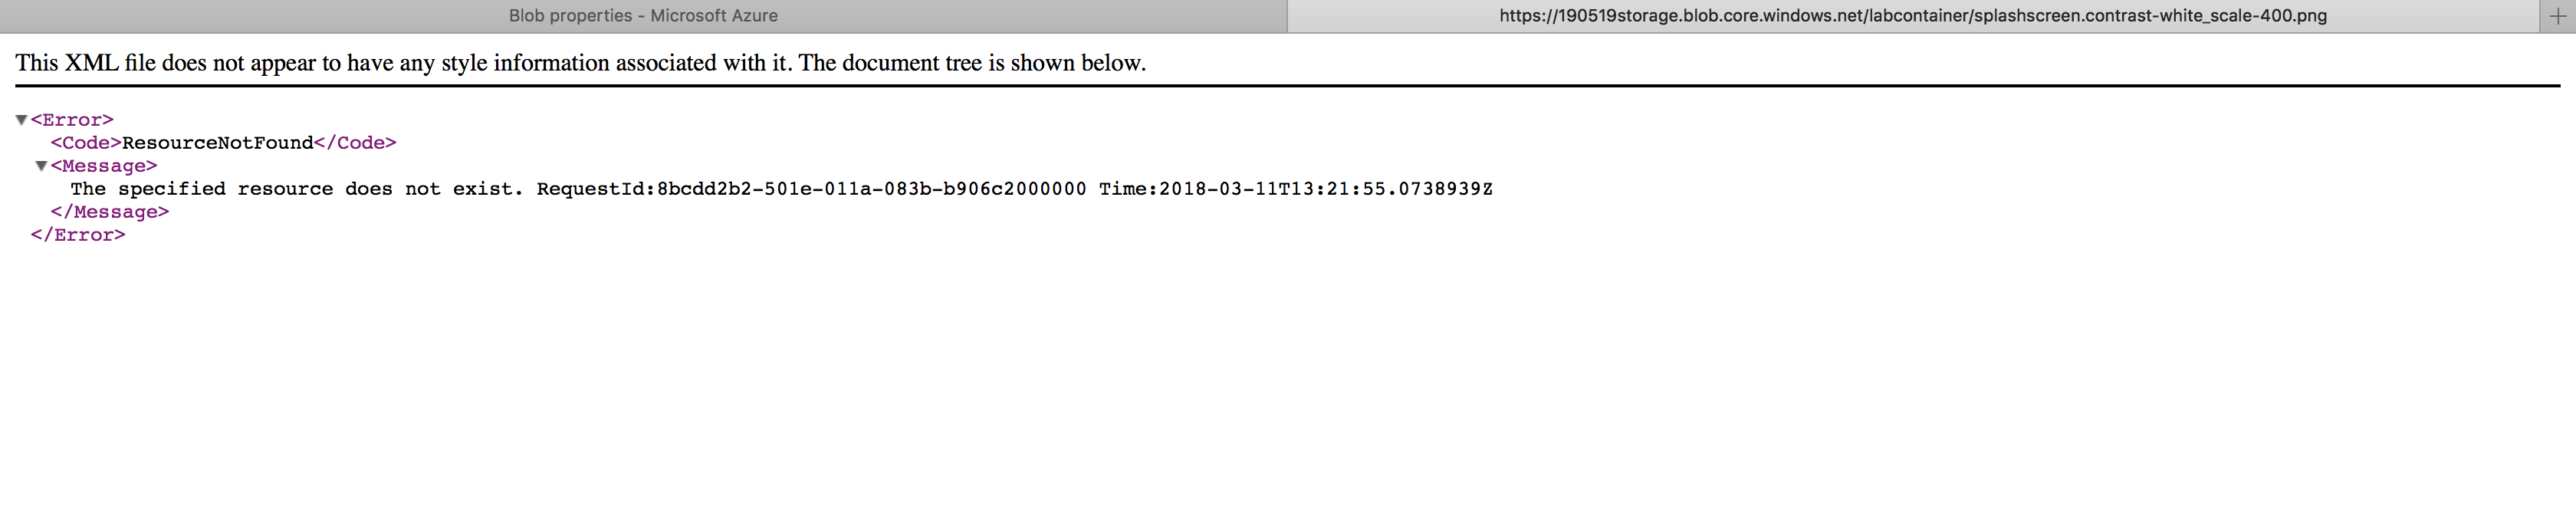 Blob properties - Microsoft Azure
https://190519storage.blob.core.windows.net/labcontainer/splashscreen.contrast-white_scale-400.png
This XML file does not appear to have any style information associated with it. The document tree is shown below.
<Error>
<Code>ResourceNotFound</Code>
<Message>
The specified resource does not exist. RequestId:8bcdd2b2-501e-011a-083b-b906c2000000 Time:2018-03-11T13:21:55.0738939Z
</Message>
</Error>